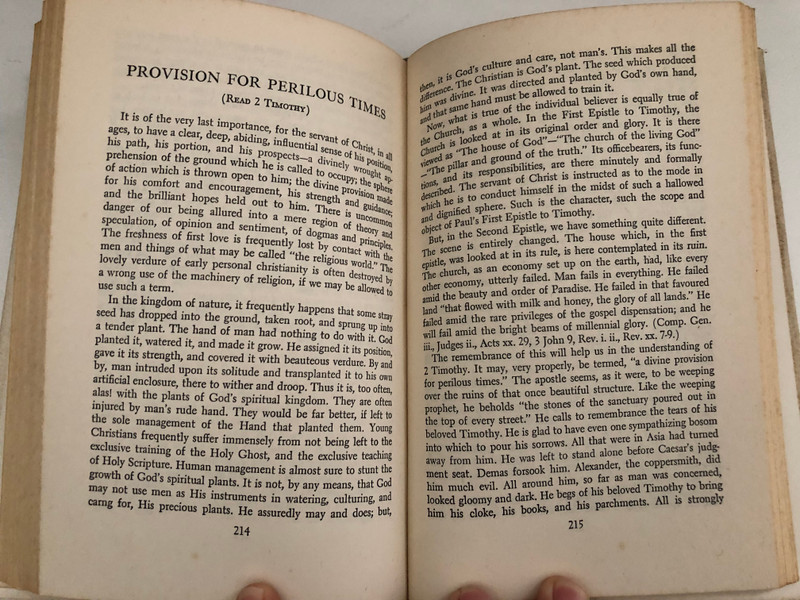 PROVISION FOR PERILOUS TIMES
(READ 2 TIMOTHY)
It is of the very last importance, for the servant of Christ, in all
ages, to have a clear, deep, abiding, influential sense of his position,
his path, his portion, and his prospects—a divinely wrought ap-
prehension of the ground which he is called to occupy; the sphere
of action which is thrown open to him; the divine provision made
for his comfort and encouragement, his strength and guidance;
and the brilliant hopes held out to him. There is uncommon
danger of our being allured into a mere region of theory and
speculation, of opinion and sentiment, of dogmas and principles.
The freshness of first love is frequently lost by contact with the
men and things of what may be called "the religious world." The
lovely verdure of early personal christianity is often destroyed by
a wrong use of the machinery of religion, if we may be allowed to
use such a term.
In the kingdom of nature, it frequently happens that some stray
seed has dropped into the ground, taken root, and sprung up into
a tender plant. The hand of man had nothing to do with it. God
planted it, watered it, and made it grow. He assigned it its position,
gave it its strength, and covered it with beauteous verdure. By and
by, man intruded upon its solitude and transplanted it to his own
artificial enclosure, there to wither and droop. Thus it is, too often,
alas! with the plants of God's spiritual kingdom. They are often
injured by man's rude hand. They would be far better, if left to
the sole management of the Hand that planted them. Young
Christians frequently suffer immensely from not being left to the
exclusive training of the Holy Ghost, and the exclusive teaching
of Holy Scripture. Human management is almost sure to stunt the
growth of God's spiritual plants. It is not, by any means, that God
may not use men as His instruments in watering, culturing, and
carng for, His precious plants. He assuredly may and does; but,
214
then, it is God's culture and care, not man's. This makes all the
difference. The Christian is God's plant. The seed which produced
him was divine. It was directed and planted by God's own hand,
and that same hand must be allowed to train it.
Now, what is true of the individual believer is equally true of
the Church, as a whole. In the First Epistle to Timothy, the
Church is looked at in its original order and glory. It is there
viewed as "The house of God"—"The church of the living God"
—"The pillar and ground of the truth." Its officebearers, its func-
tions, and its responsibilities, are there minutely and formally
described. The servant of Christ is instructed as to the mode in
which he is to conduct himself in the midst of such a hallowed
and dignified sphere. Such is the character, such the scope and
object of Paul's First Epistle to Timothy.
But, in the Second Epistle, we have something quite different.
The scene is entirely changed. The house which, in the first
epistle, was looked at in its rule, is here contemplated in its ruin.
The church, as an economy set up on the earth, had, like every
other economy, utterly failed. Man fails in everything. He failed
amid the beauty and order of Paradise. He failed in that favoured
land "that flowed with milk and honey, the glory of all lands." He
failed amid the rare privileges of the gospel dispensation; and he
will fail amid the bright beams of millennial glory. (Comp. Gen.
iii., Judges ii., Acts xx. 29, 3 John 9, Rev. i. ii., Rev. xx. 7-9.)
The remembrance of this will help us in the understanding of
2 Timothy. It may, very properly, be termed, "a divine provision
for perilous times." The apostle seems, as it were, to be weeping
over the ruins of that once beautiful structure. Like the weeping
prophet, he beholds "the stones of the sanctuary poured out in
the top of every street." He calls to remembrance the tears of his
beloved Timothy. He is glad to have even one sympathizing bosom
into which to pour his sorrows. All that were in Asia had turned
away from him. He was left to stand alone before Caesar's judg-
ment seat. Demas forsook him. Alexander, the coppersmith, did
him much evil. All around him, so far as man was concerned,
looked gloomy and dark. He begs of his beloved Timothy to bring
him his cloke, his books, and his parchments. All is strongly
215